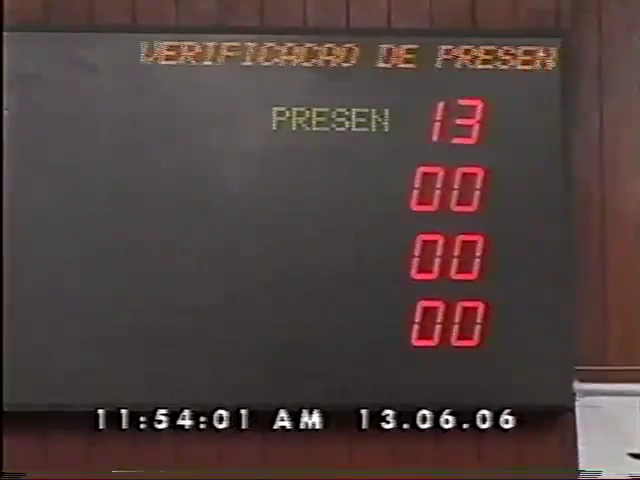 VERIFICACAO DE PRESEN
PRESEN 13
00
00
00
11:54:01 AM 13.06.06